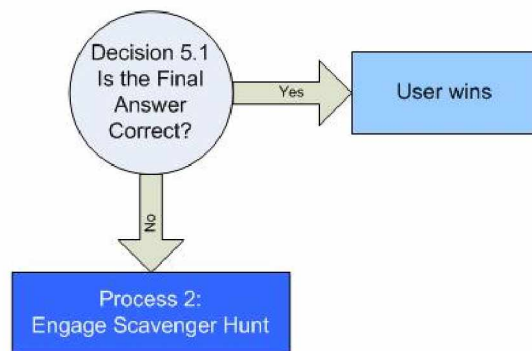 Decision 5.1
Is the Final
Answer
Correct?
Yes
User wins
No
Process 2:
Engage Scavenger Hunt